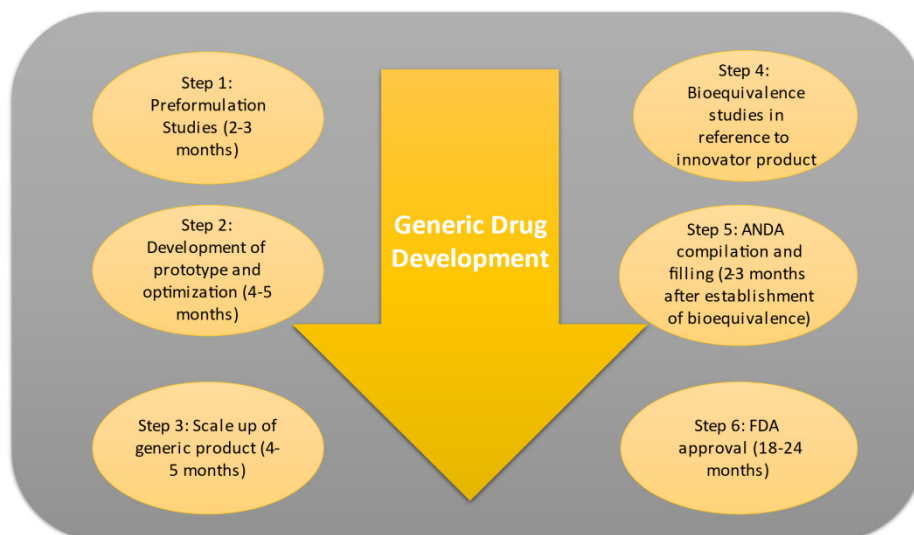 Step 1:
Preformulation
Studies (2-3
months)
Step 2:
Development of
prototype and
optimization (4-5
months)
Step 3: Scale up of
generic product (4-
5 months)
Generic Drug
Development
Step 4:
Bioequivalence
studies in
reference to
innovator product
Step 5: ANDA
compilation and
filling (2-3 months
after establishment
of bioequivalence)
Step 6: FDA
approval (18-24
months)